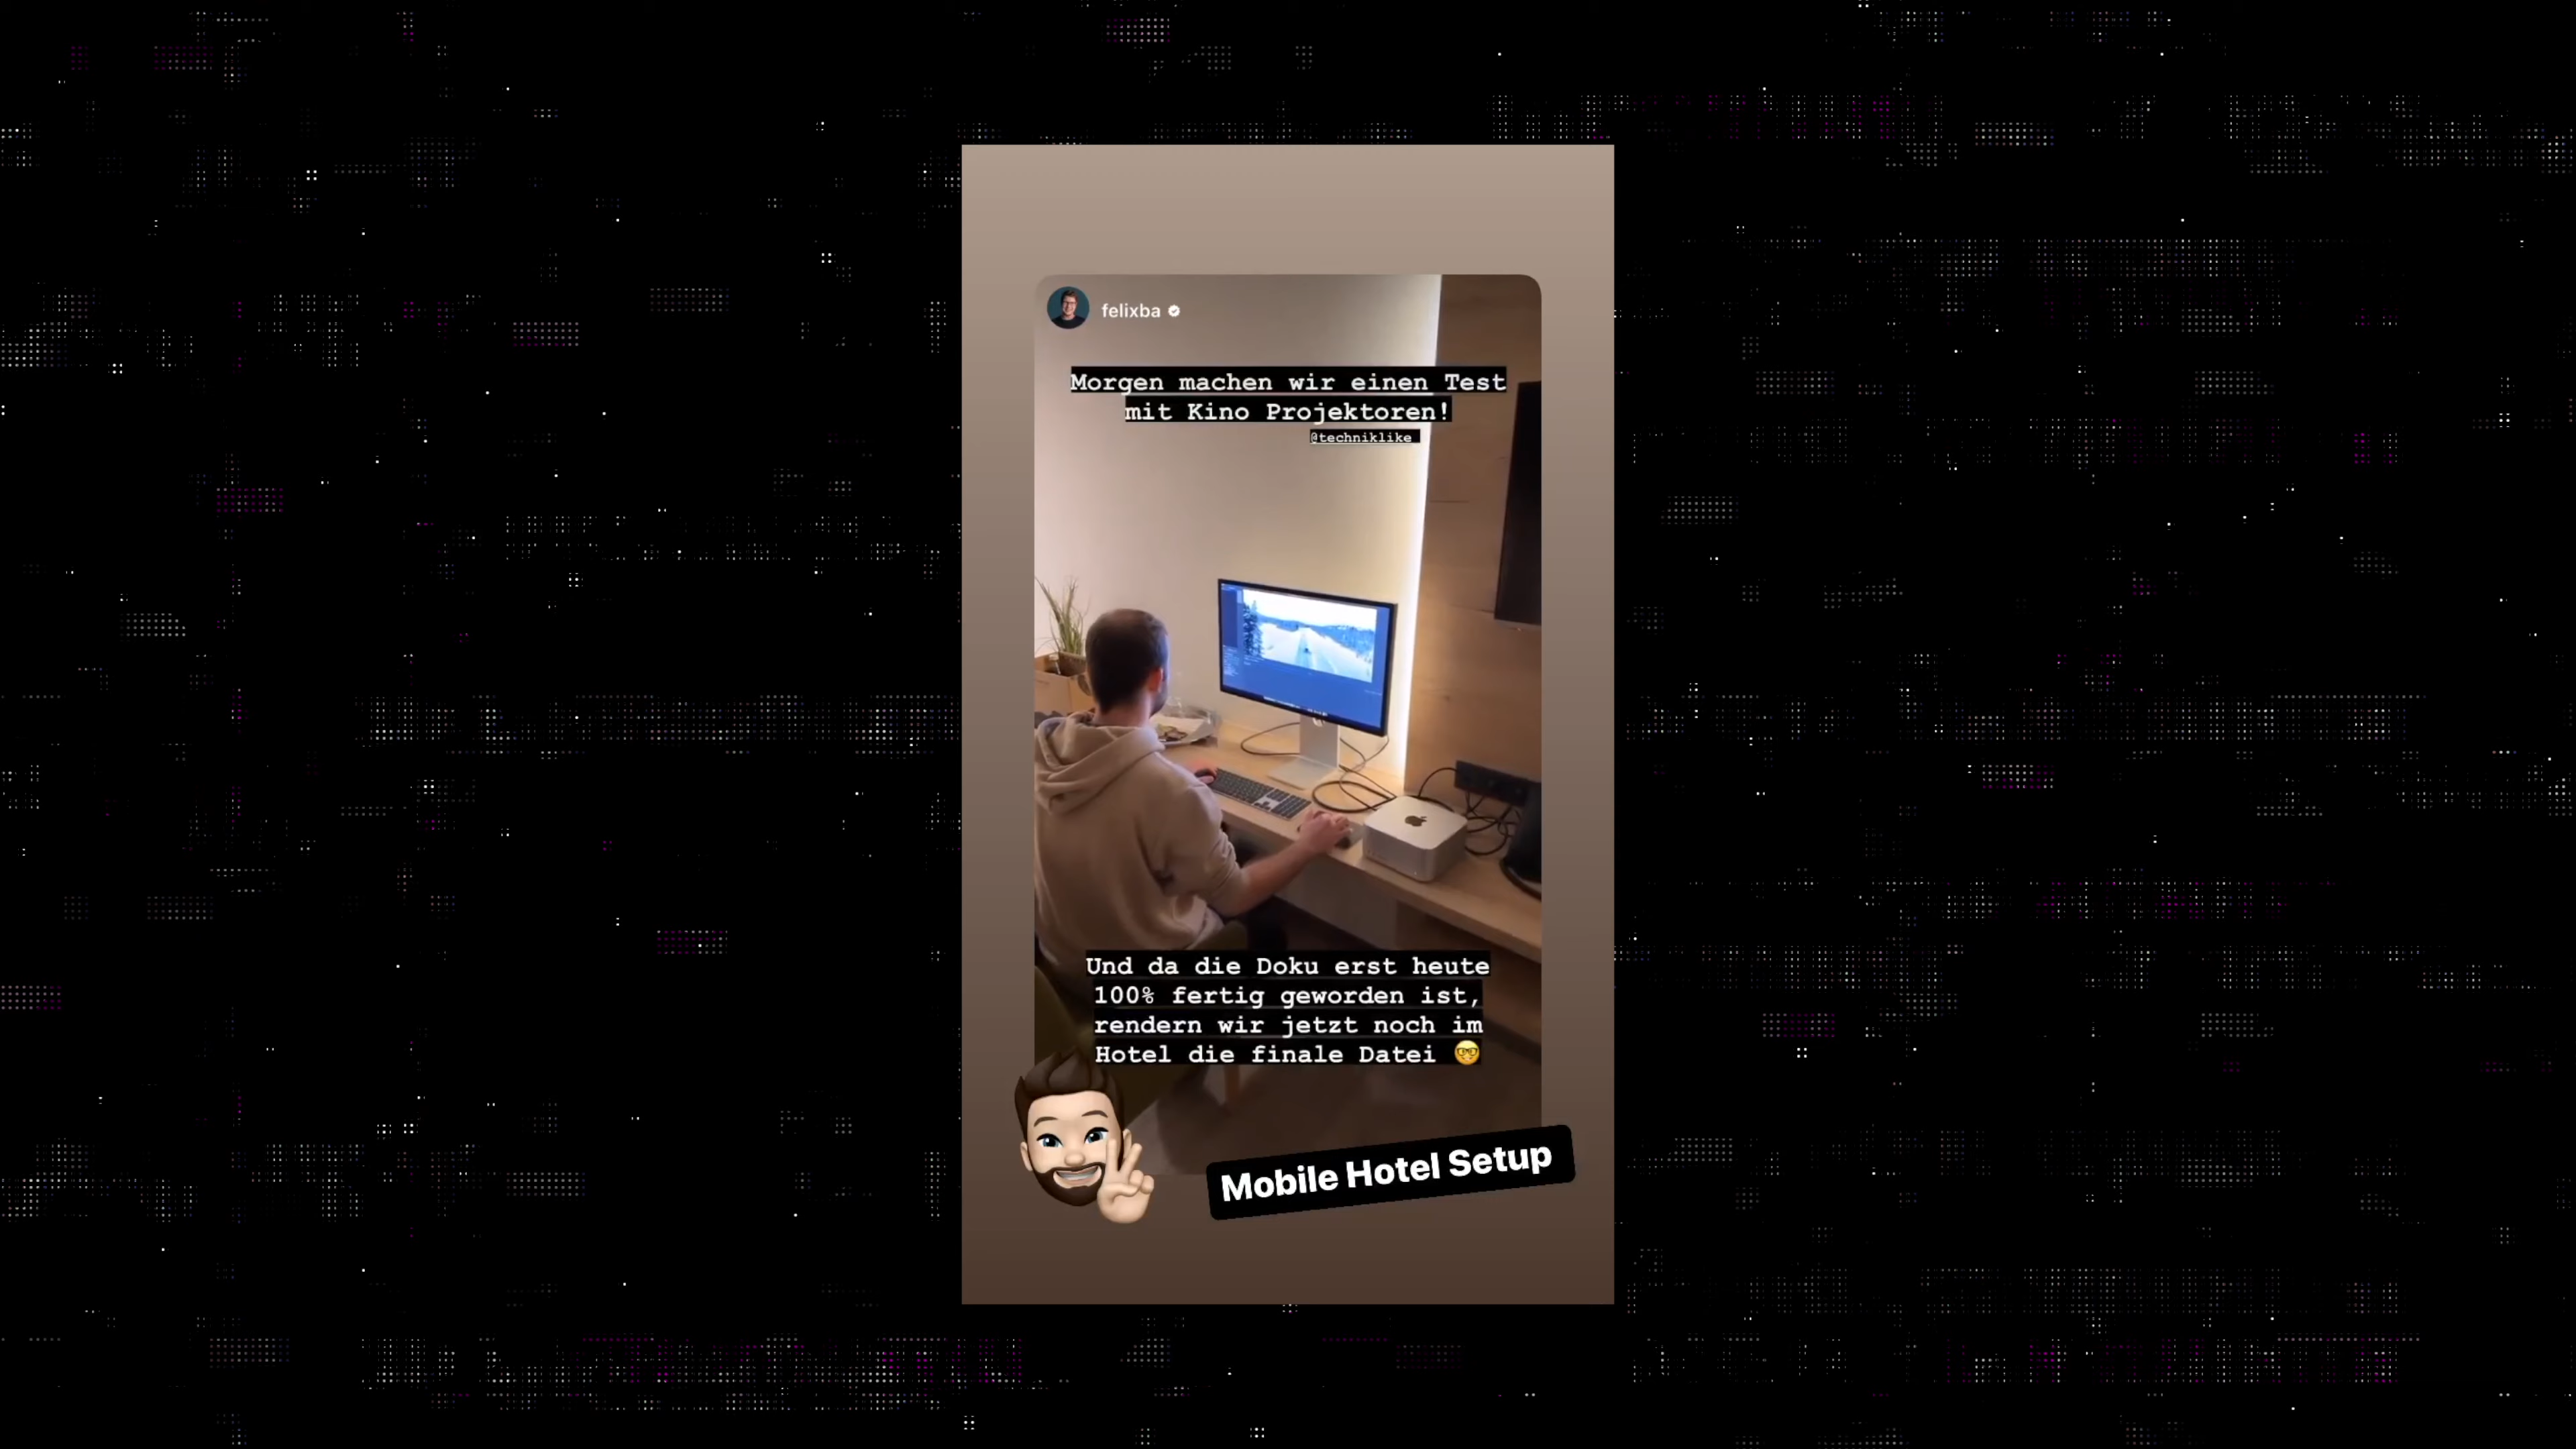 felixba
Morgen machen wir einen Test
mit Kino Projektoren!
@techniklike
Und da die Doku erst heute
100% fertig geworden ist,
rendern wir jetzt noch im
Hotel die finale Datei 🤓
Mobile Hotel Setup